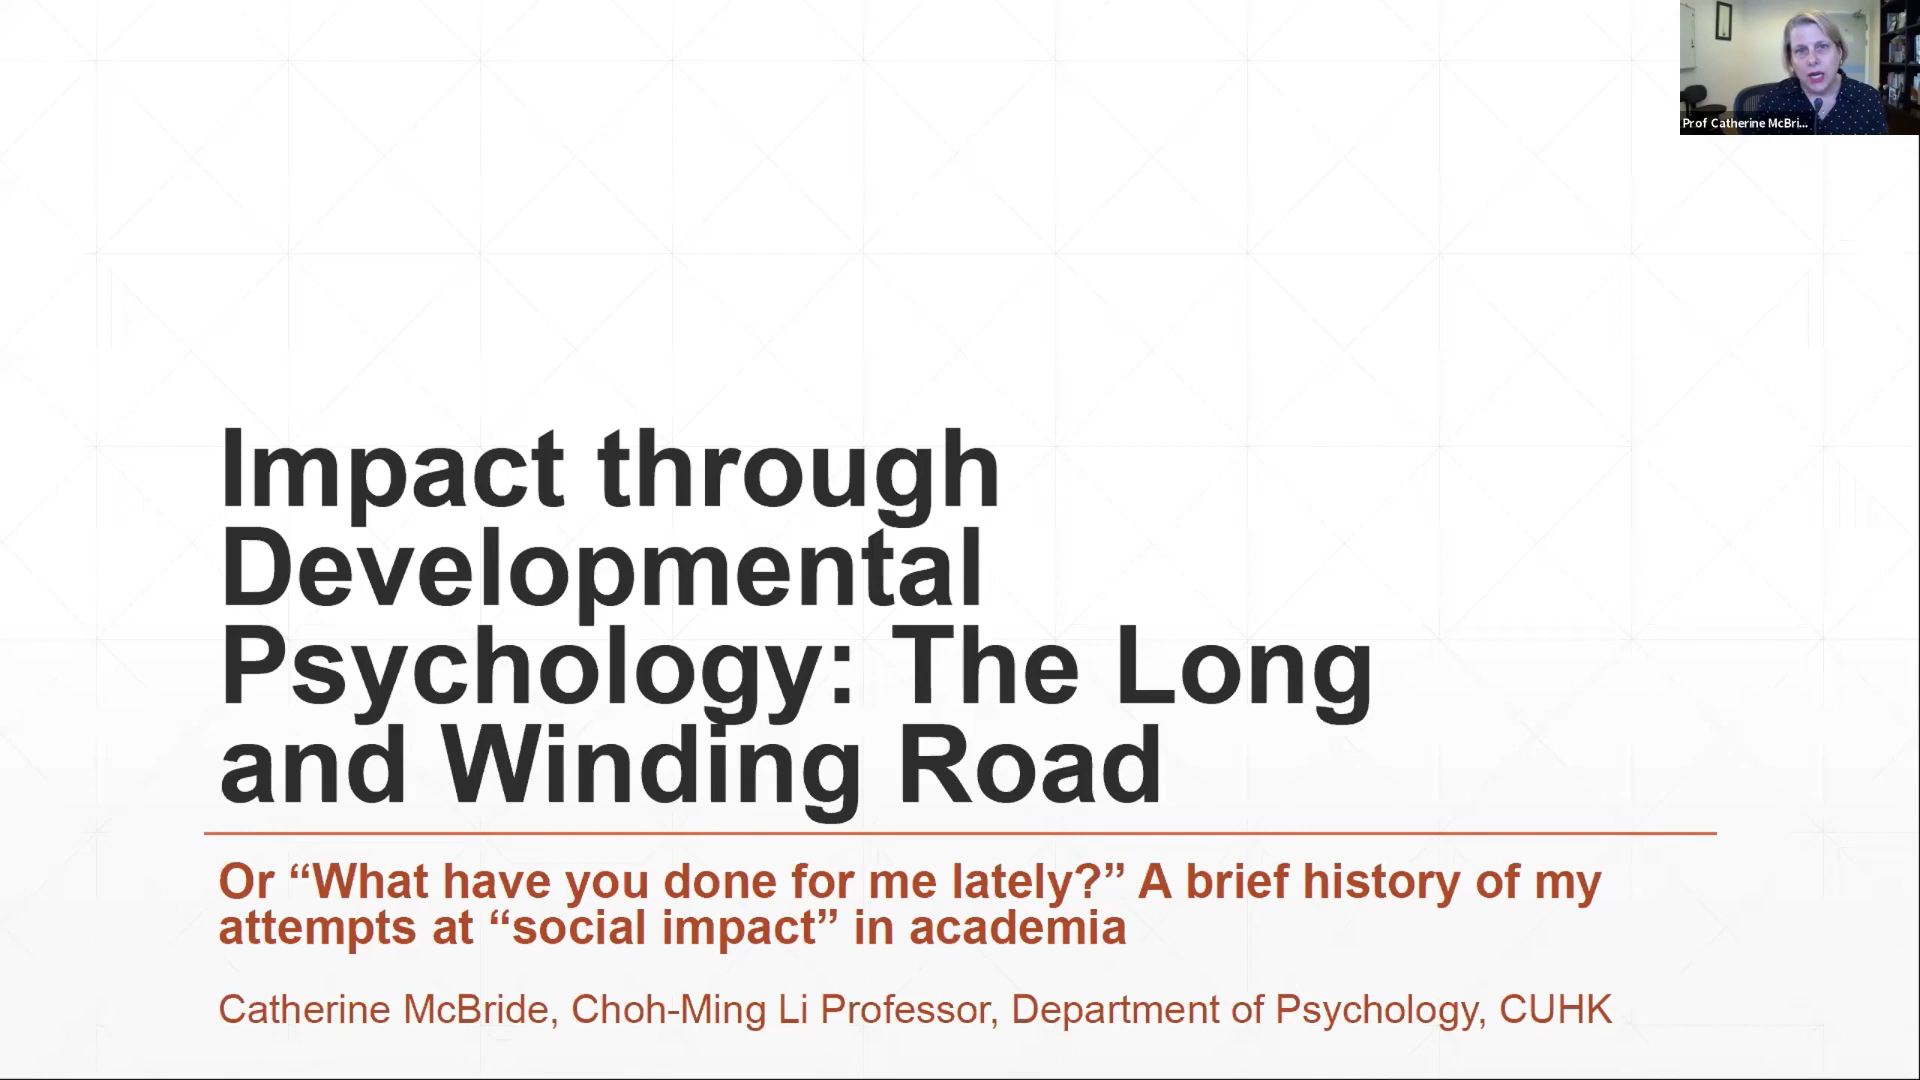 Prof Catherine McBri...
Impact through
Developmental
Psychology: The Long
and Winding Road
Or “What have you done for me lately?” A brief history of my
attempts at “social impact” in academia
Catherine McBride, Choh-Ming Li Professor, Department of Psychology, CUHK